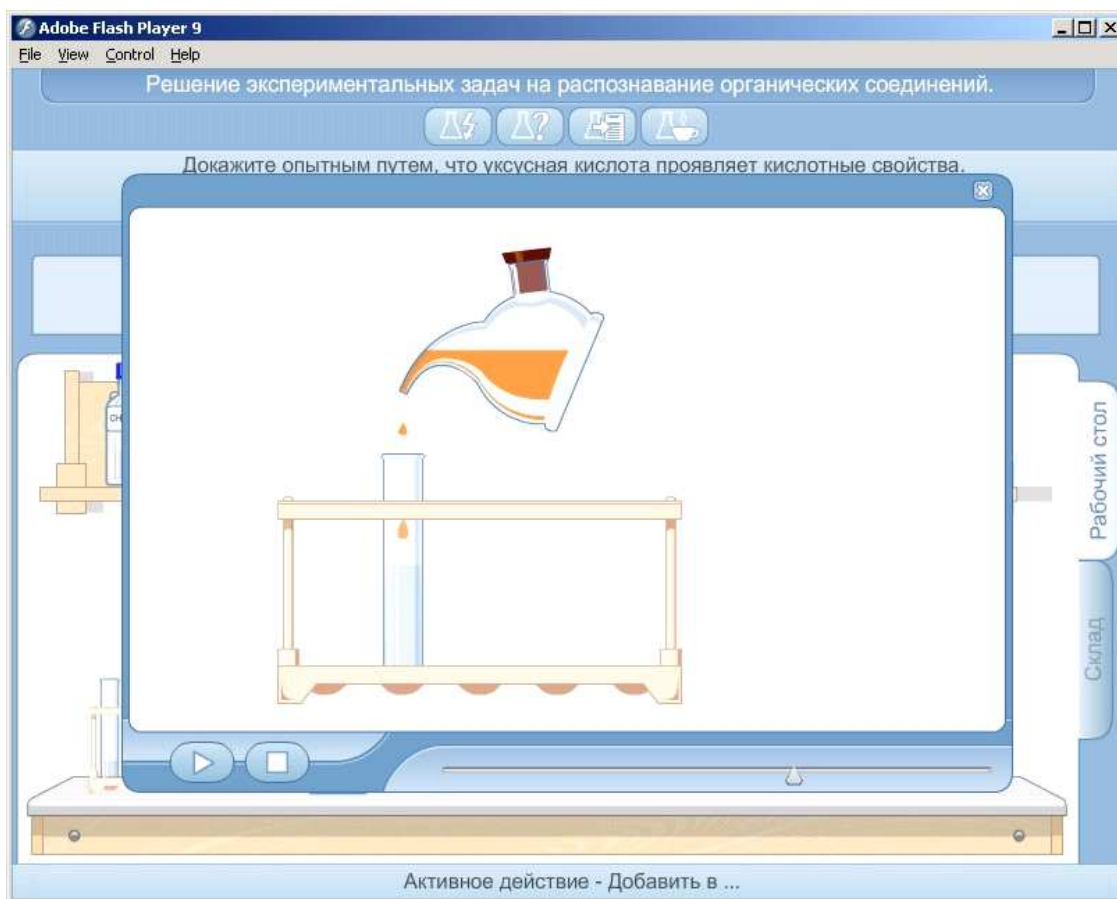 Adobe Flash Player 9
File View Control Help
Решение экспериментальных задач на распознавание органических соединений.
Докажите опытным путем, что уксусная кислота проявляет кислотные свойства.
Рабочий стол
Склад
Активное действие - Добавить в ...